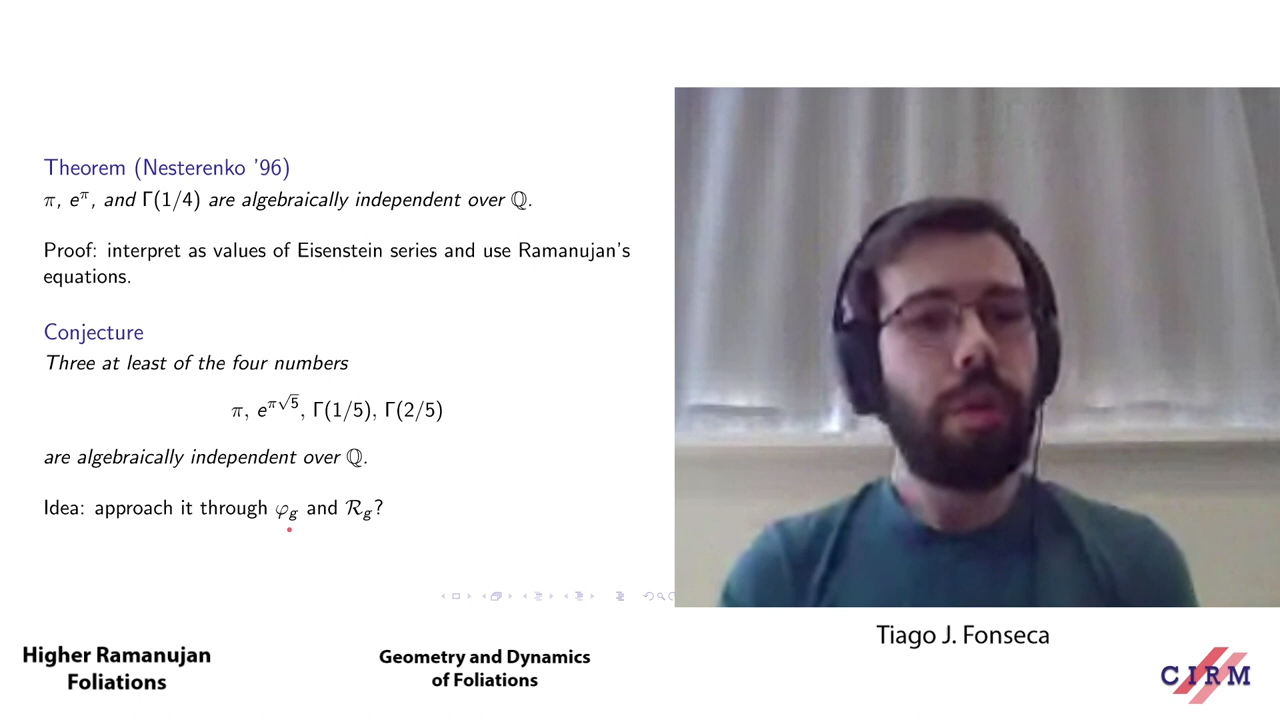 Theorem (Nesterenko '96)
π, e^π, and Γ(1/4) are algebraically independent over ℚ.
Proof: interpret as values of Eisenstein series and use Ramanujan's
equations.
Conjecture
Three at least of the four numbers
π, e^{π√5}, Γ(1/5), Γ(2/5)
are algebraically independent over ℚ.
Idea: approach it through φ_g and ℛ_g?
Tiago J. Fonseca
Higher Ramanujan
Foliations
Geometry and Dynamics
of Foliations
CIRM